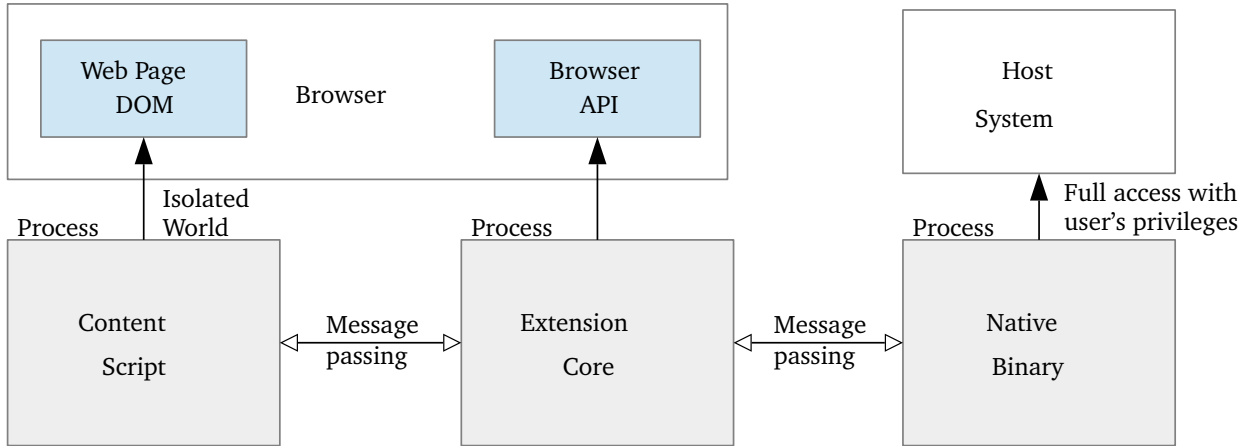 Web Page
DOM
Browser
Browser
API
Host
System
Isolated
World
Full access with
user's privileges
Process
Process
Process
Content
Script
Message
passing
Extension
Core
Message
passing
Native
Binary